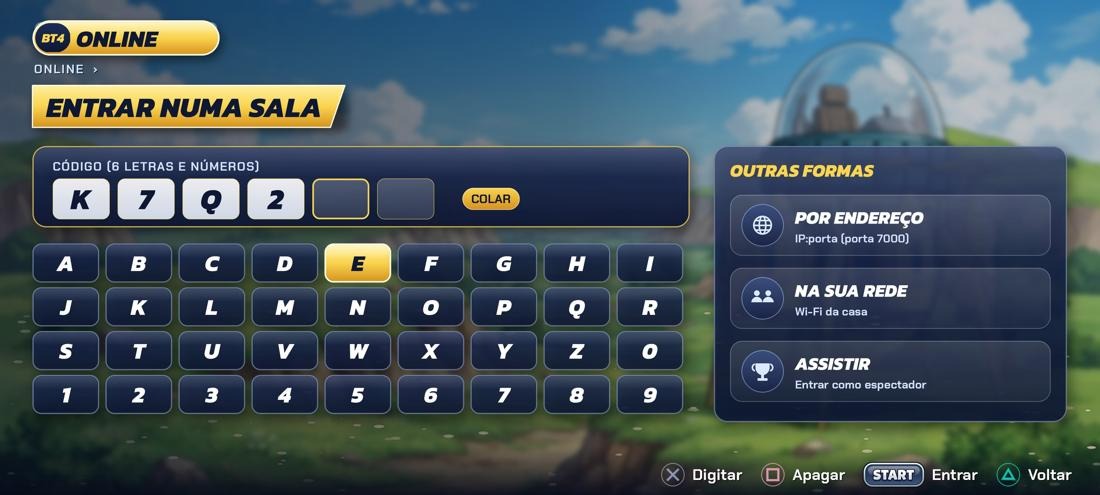 BT4 ONLINE
ONLINE ›
ENTRAR NUMA SALA
CÓDIGO (6 LETRAS E NÚMEROS)
K 7 Q 2
COLAR
A B C D E F G H I
J K L M N O P Q R
S T U V W X Y Z 0
1 2 3 4 5 6 7 8 9
OUTRAS FORMAS
POR ENDEREÇO
IP:porta (porta 7000)
NA SUA REDE
Wi-Fi da casa
ASSISTIR
Entrar como espectador
Digitar Apagar START Entrar Voltar